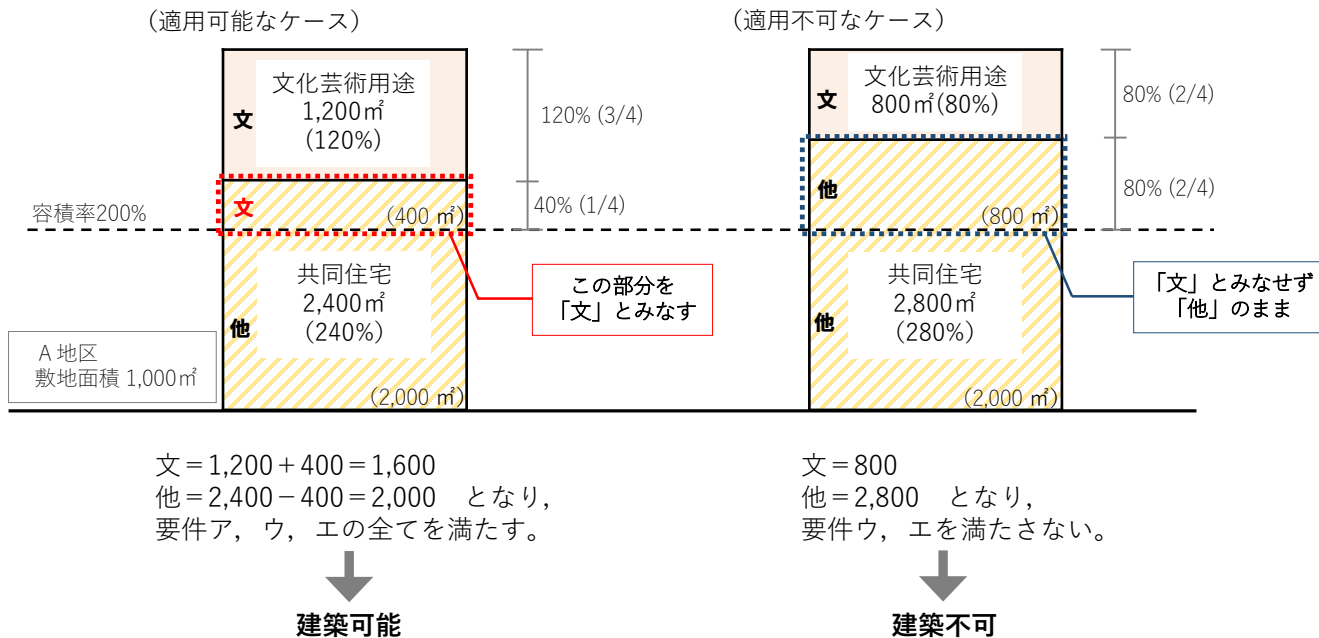 （適用可能なケース）
文
文化芸術用途
1,200㎡
(120%)
120% (3/4)
文
(400 ㎡)
40% (1/4)
容積率200%
共同住宅
2,400㎡
(240%)
他
(2,000 ㎡)
この部分を
「文」とみなす
A 地区
敷地面積 1,000㎡
文＝1,200＋400＝1,600
他＝2,400－400＝2,000　となり，
要件ア，ウ，エの全てを満たす。
建築可能
（適用不可なケース）
文
文化芸術用途
800㎡(80%)
80% (2/4)
他
(800 ㎡)
80% (2/4)
共同住宅
2,800㎡
(280%)
他
(2,000 ㎡)
「文」とみなせず
「他」のまま
文＝800
他＝2,800　となり，
要件ウ，エを満たさない。
建築不可